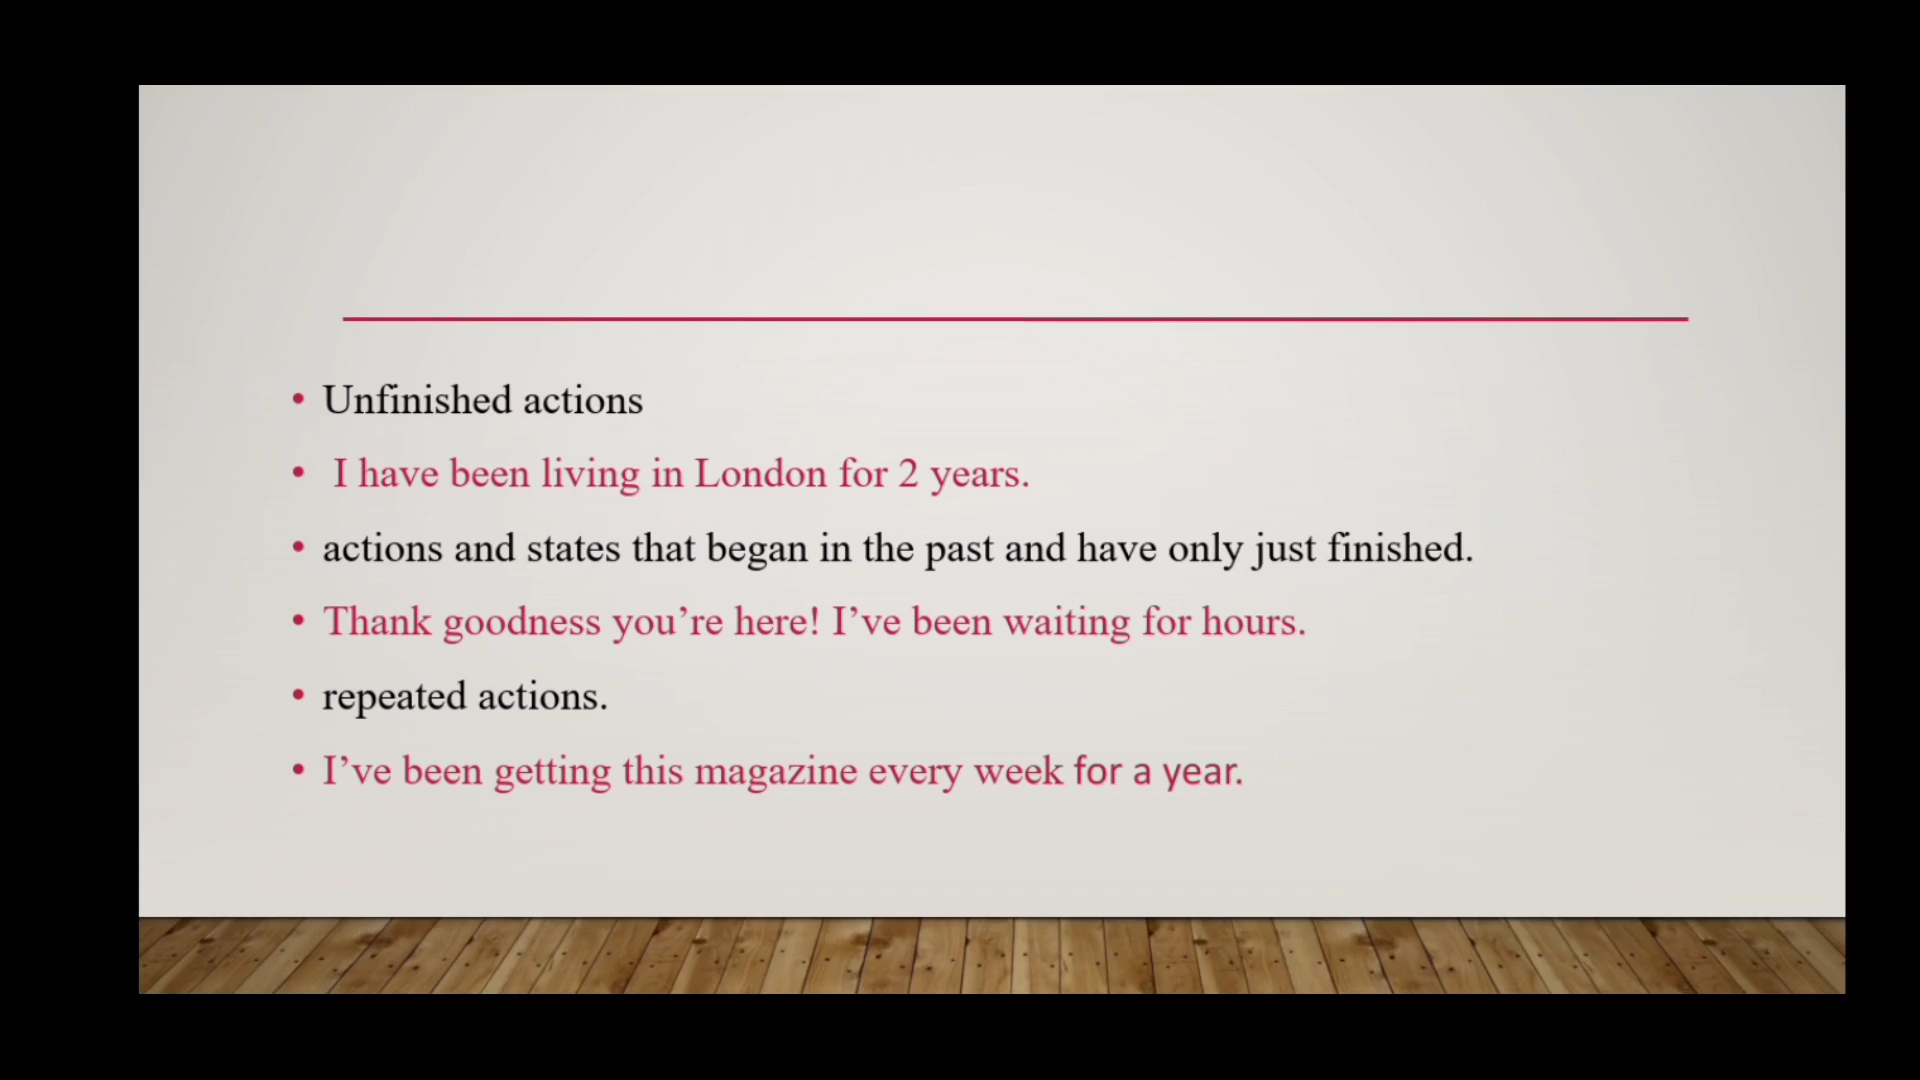 • Unfinished actions
• I have been living in London for 2 years.
• actions and states that began in the past and have only just finished.
• Thank goodness you’re here! I’ve been waiting for hours.
• repeated actions.
• I’ve been getting this magazine every week for a year.